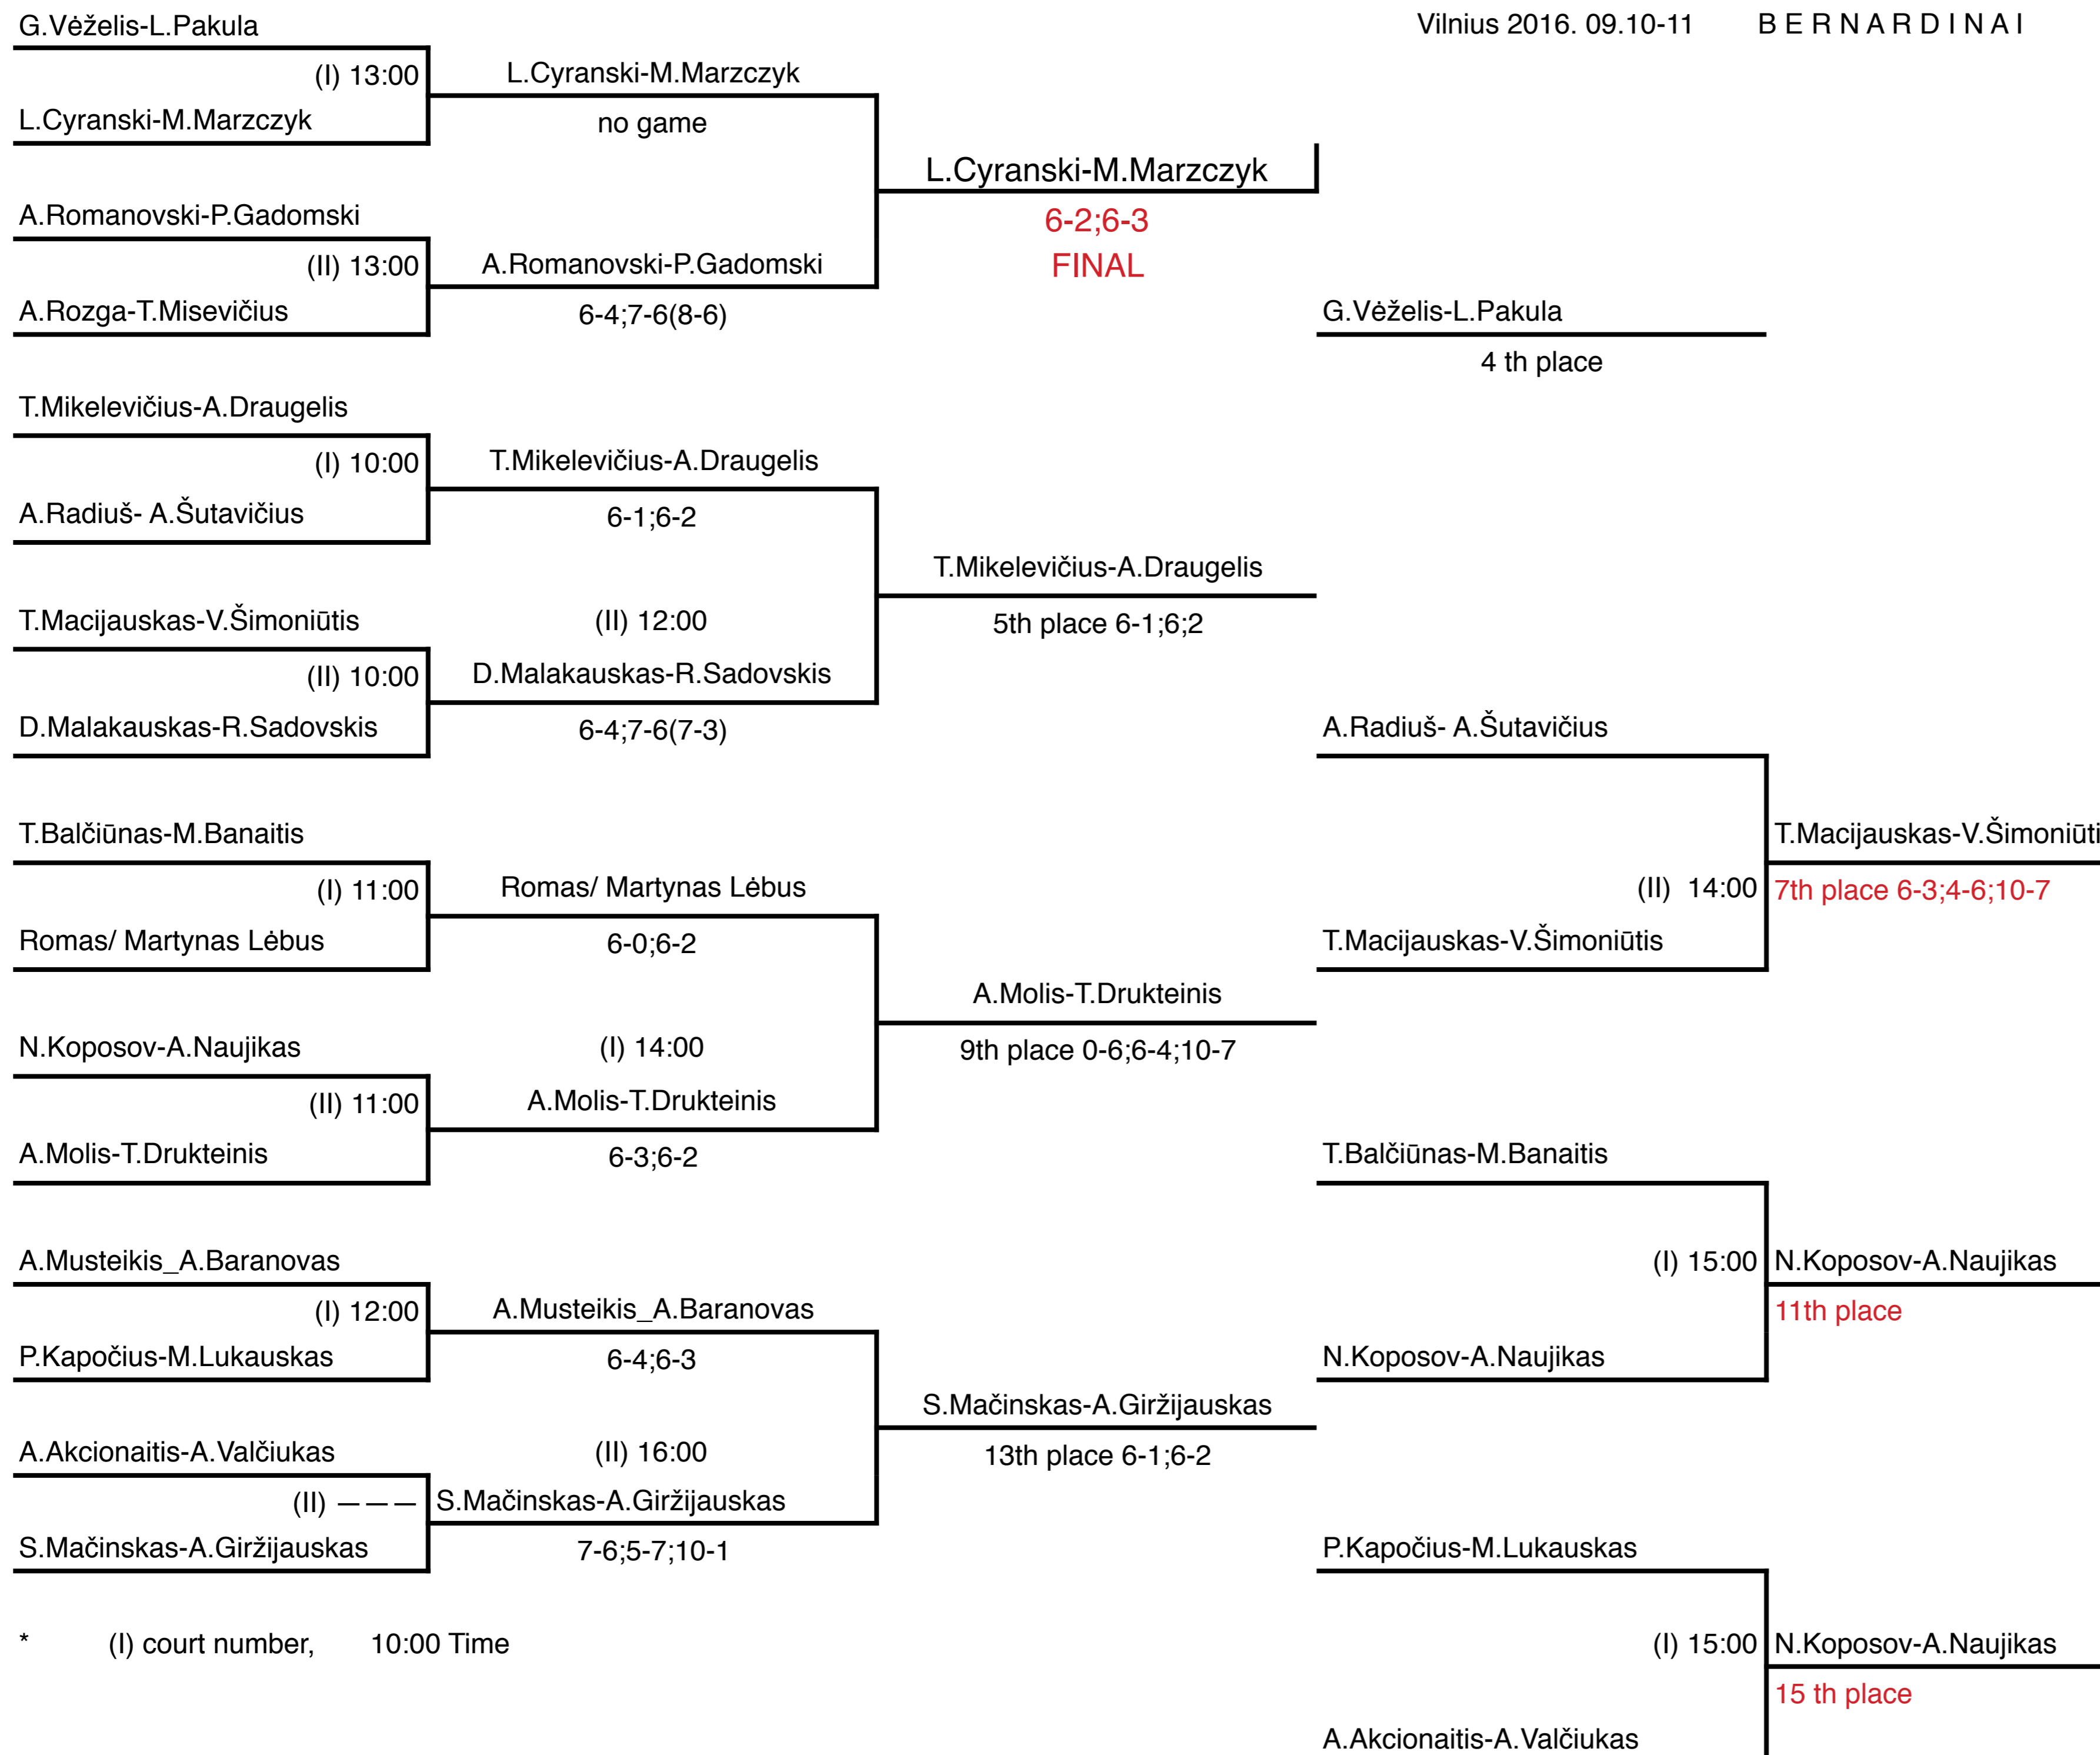 G.Vėželis-L.Pakula
Vilnius 2016. 09.10-11 B E R N A R D I N A I
(I) 13:00
L.Cyranski-M.Marzczyk
L.Cyranski-M.Marzczyk
no game
L.Cyranski-M.Marzczyk
6-2;6-3
FINAL
A.Romanovski-P.Gadomski
(II) 13:00
A.Romanovski-P.Gadomski
A.Rozga-T.Misevičius
6-4;7-6(8-6)
G.Vėželis-L.Pakula
4 th place
T.Mikelevičius-A.Draugelis
(I) 10:00
T.Mikelevičius-A.Draugelis
A.Radiuš- A.Šutavičius
6-1;6-2
T.Mikelevičius-A.Draugelis
5th place 6-1;6;2
T.Macijauskas-V.Šimoniūtis
(II) 12:00
(II) 10:00
D.Malakauskas-R.Sadovskis
D.Malakauskas-R.Sadovskis
6-4;7-6(7-3)
A.Radiuš- A.Šutavičius
T.Balčiūnas-M.Banaitis
T.Macijauskas-V.Šimoniūti
(I) 11:00
Romas/ Martynas Lėbus
(II) 14:00
7th place 6-3;4-6;10-7
Romas/ Martynas Lėbus
6-0;6-2
T.Macijauskas-V.Šimoniūtis
A.Molis-T.Drukteinis
9th place 0-6;6-4;10-7
N.Koposov-A.Naujikas
(I) 14:00
(II) 11:00
A.Molis-T.Drukteinis
A.Molis-T.Drukteinis
6-3;6-2
T.Balčiūnas-M.Banaitis
A.Musteikis_A.Baranovas
(I) 15:00
N.Koposov-A.Naujikas
(I) 12:00
A.Musteikis_A.Baranovas
11th place
P.Kapočius-M.Lukauskas
6-4;6-3
N.Koposov-A.Naujikas
S.Mačinskas-A.Giržijauskas
13th place 6-1;6-2
A.Akcionaitis-A.Valčiukas
(II) 16:00
(II) — — —
S.Mačinskas-A.Giržijauskas
S.Mačinskas-A.Giržijauskas
7-6;5-7;10-1
P.Kapočius-M.Lukauskas
* (I) court number, 10:00 Time
(I) 15:00
N.Koposov-A.Naujikas
15 th place
A.Akcionaitis-A.Valčiukas